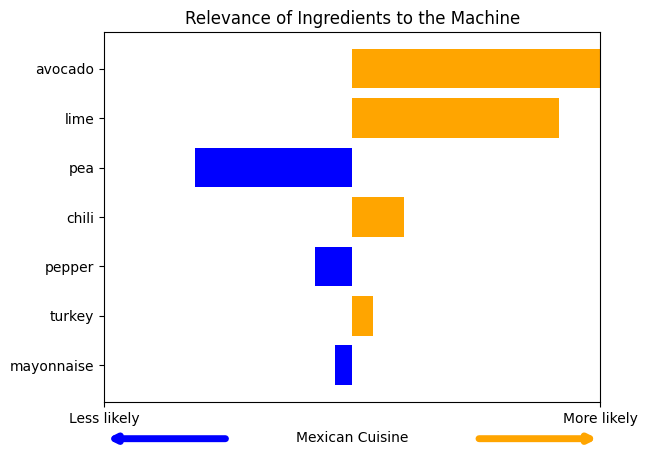 Relevance of Ingredients to the Machine
avocado
lime
pea
chili
pepper
turkey
mayonnaise
Less likely
More likely
Mexican Cuisine